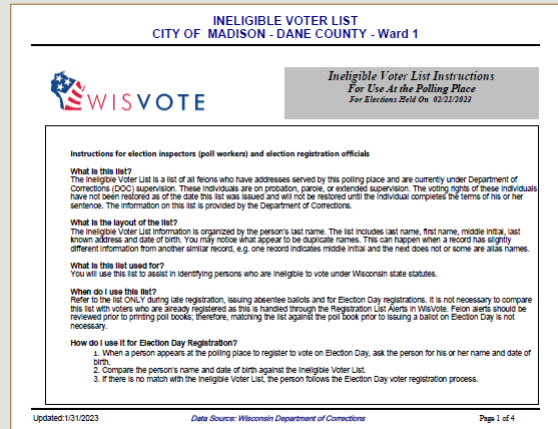 INELIGIBLE VOTER LIST
CITY OF MADISON - DANE COUNTY - Ward 1
WISVOTE
Ineligible Voter List Instructions
For Use At the Polling Place
For Elections Held On 02/21/2023
Instructions for election inspectors (poll workers) and election registration officials
What is this list?
The Ineligible Voter List is a list of all felons who have addresses served by this polling place and are currently under Department of
Corrections (DOC) supervision. These individuals are on probation, parole, or extended supervision. The voting rights of these individuals
have not been restored as of the date this list was issued and will not be restored until the individual completes the terms of his or her
sentence. The information on this list is provided by the Department of Corrections.
What is the layout of the list?
The Ineligible Voter List information is organized by the person's last name. The list includes last name, first name, middle initial, last
known address and date of birth. You may notice what appear to be duplicate names. This can happen when a record has slightly
different information from another similar record, e.g. one record indicates middle initial and the next does not or some are alias names.
What is this list used for?
You will use this list to assist in identifying persons who are ineligible to vote under Wisconsin state statutes.
When do I use this list?
Refer to the list ONLY during late registration, issuing absentee ballots and for Election Day registrations. It is not necessary to compare
this list with voters who are already registered as this is handled through the Registration List Alerts in WisVote. Felon alerts should be
reviewed prior to printing poll books; therefore, matching the list against the poll book prior to issuing a ballot on Election Day is not
necessary.
How do I use it for Election Day Registration?
1. When a person appears at the polling place to register to vote on Election Day, ask the person for his or her name and date of
birth.
2. Compare the person's name and date of birth against the Ineligible Voter List.
3. If there is no match with the Ineligible Voter List, the person follows the Election Day voter registration process.
Updated:1/31/2023 Data Source: Wisconsin Department of Corrections Page 1 of 4